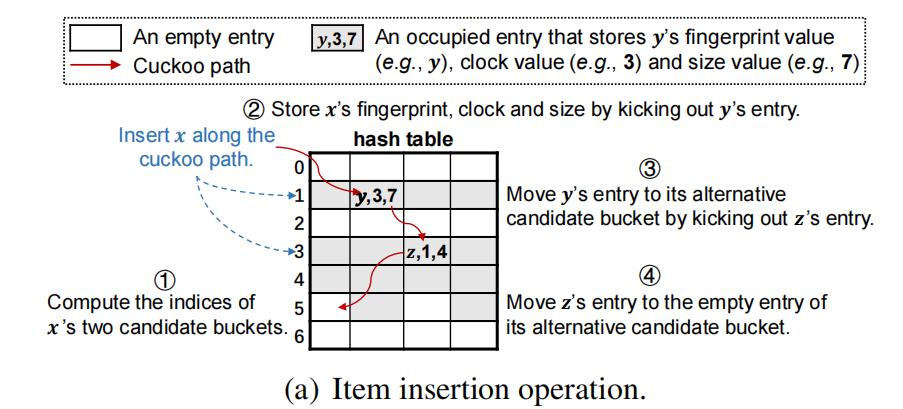 An empty entry
Cuckoo path
y,3,7
An occupied entry that stores y's fingerprint value
(e.g., y), clock value (e.g., 3) and size value (e.g., 7)
② Store x's fingerprint, clock and size by kicking out y's entry.
Insert x along the
cuckoo path.
hash table
0
1
2
3
4
5
6
y,3,7
z,1,4
③
Move y's entry to its alternative
candidate bucket by kicking out z's entry.
①
Compute the indices of
x's two candidate buckets.
④
Move z's entry to the empty entry of
its alternative candidate bucket.
(a) Item insertion operation.